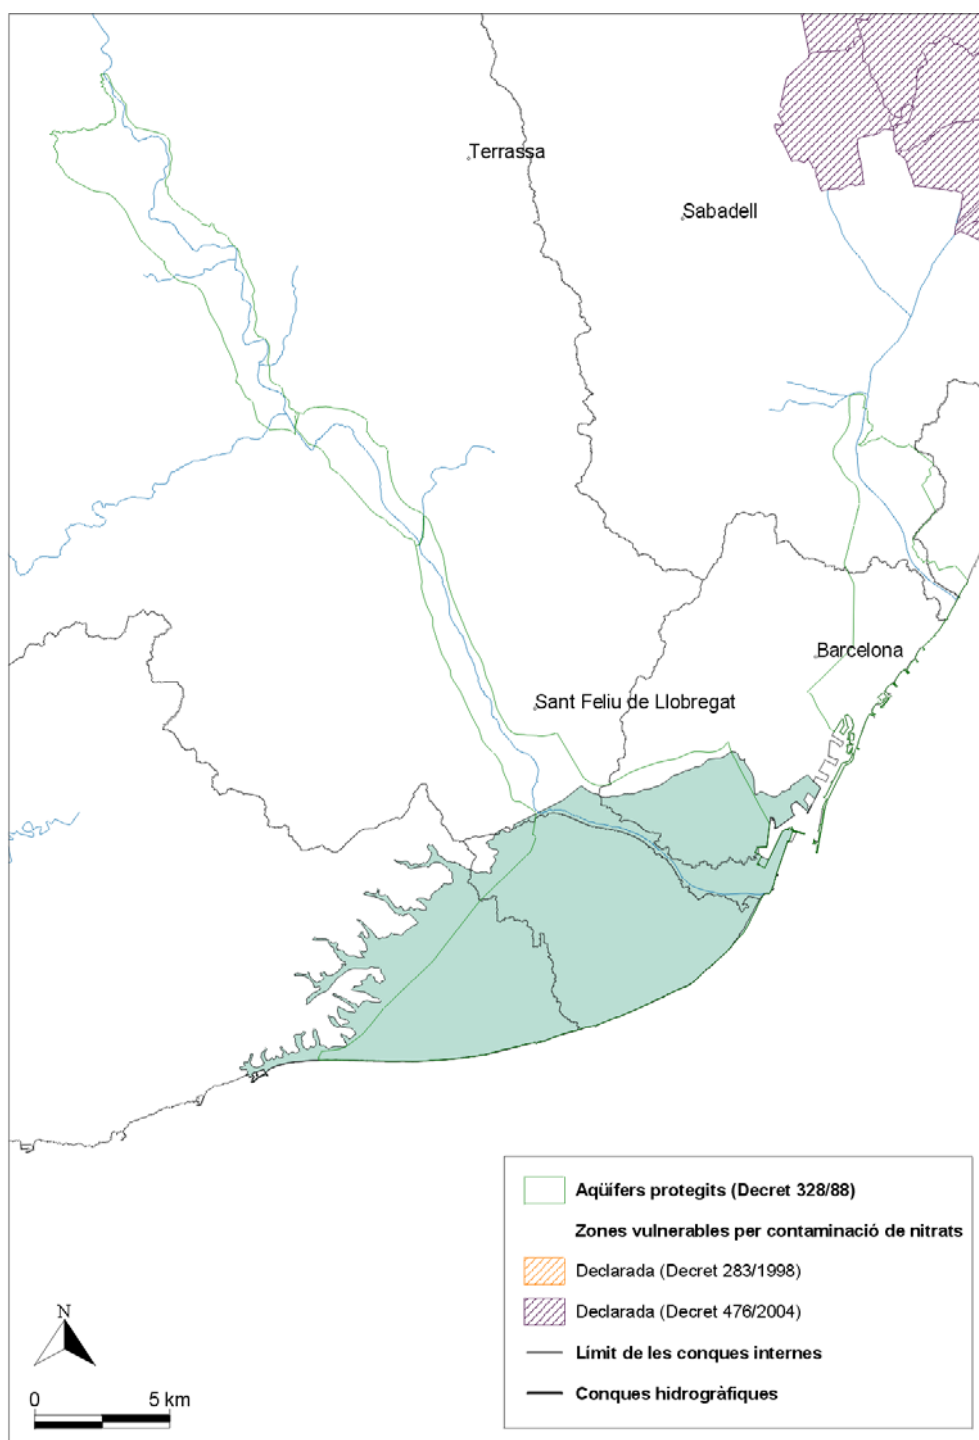 Terrassa
Sabadell
Barcelona
Sant Feliu de Llobregat
Aqüífers protegits (Decret 328/88)
Zones vulnerables per contaminació de nitrats
Declarada (Decret 283/1998)
Declarada (Decret 476/2004)
Límit de les conques internes
Conques hidrogràfiques
N
0 5 km